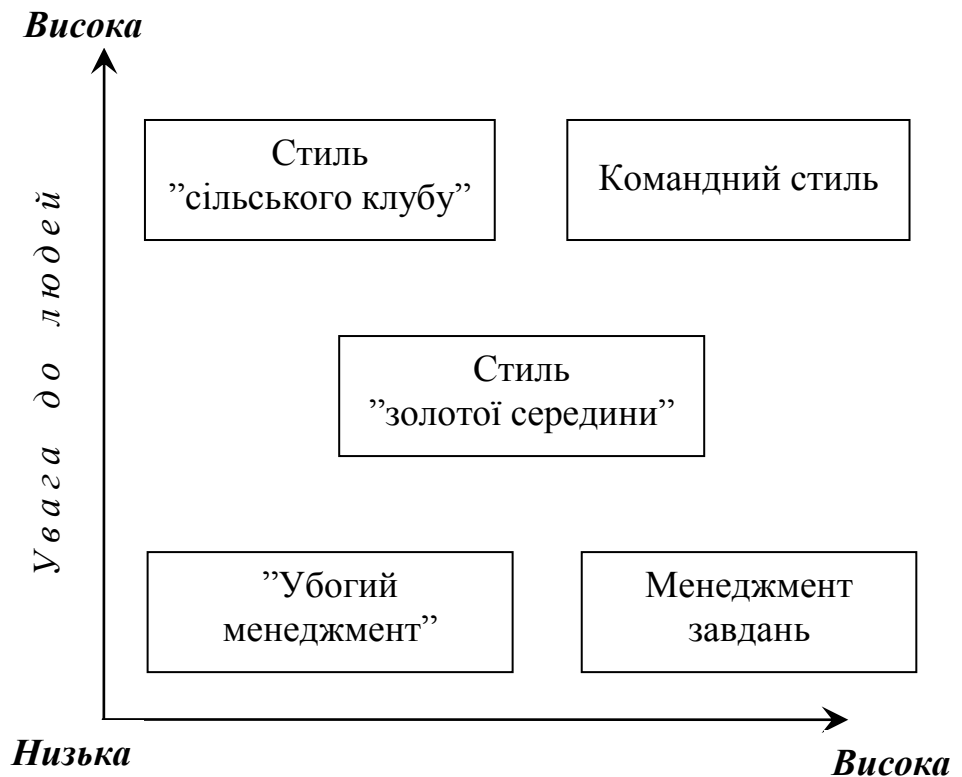 Висока
Стиль
”сільського клубу”
Командний стиль
Увага до людей
Стиль
”золотої середини”
”Убогий
менеджмент”
Менеджмент
завдань
Низька
Висока